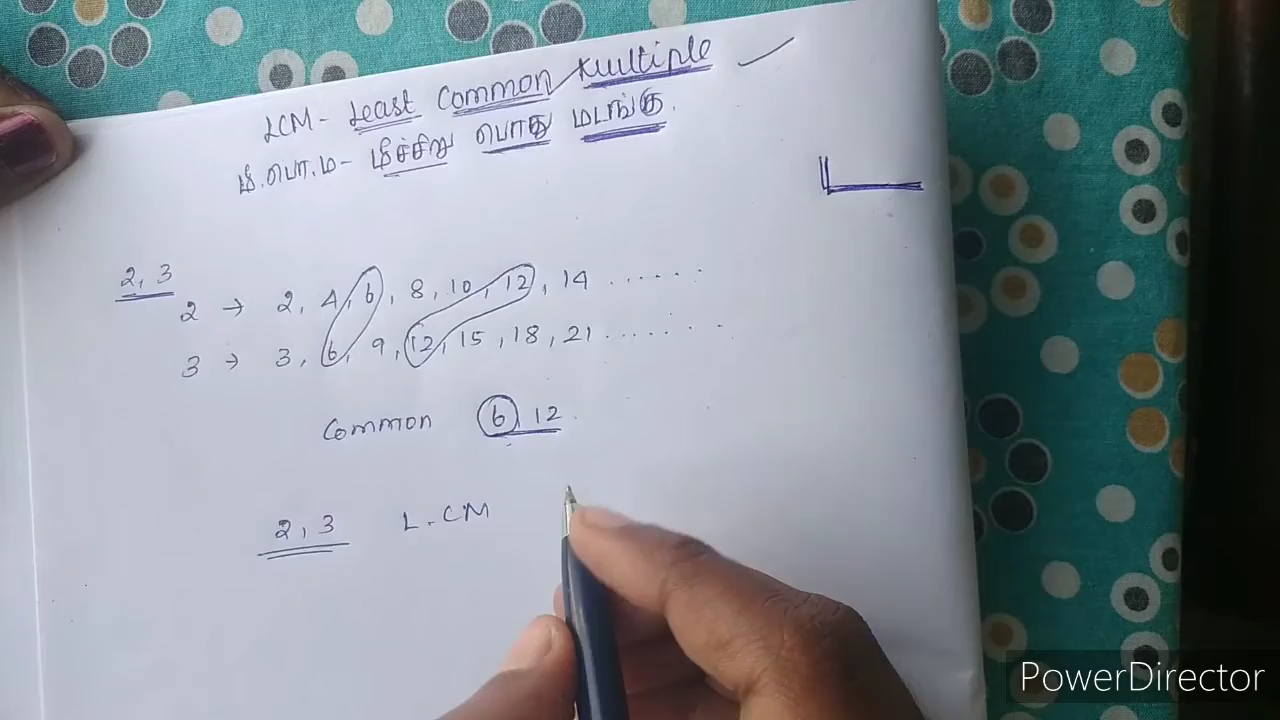 LCM - Least Common Multiple
மீ.பொ.ம - மீச்சிறு பொது மடங்கு.
2, 3
2 → 2, 4, 6, 8, 10, 12, 14 .......
3 → 3, 6, 9, 12, 15, 18, 21 .......
Common 6, 12
2, 3 L.CM
PowerDirector